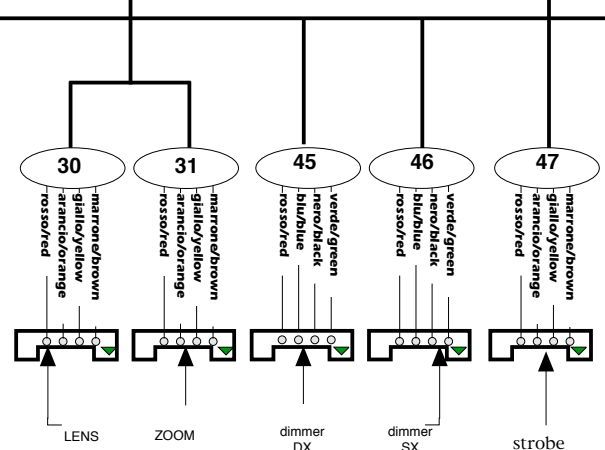 30
31
45
46
47
rosso/red
arancio/orange
giallo/yellow
marrone/brown
rosso/red
arancio/orange
giallo/yellow
marrone/brown
rosso/red
blu/blue
nero/black
verde/green
rosso/red
blu/blue
nero/black
verde/green
rosso/red
arancio/orange
giallo/yellow
marrone/brown
LENS
ZOOM
dimmer
DX
dimmer
SX
strobe